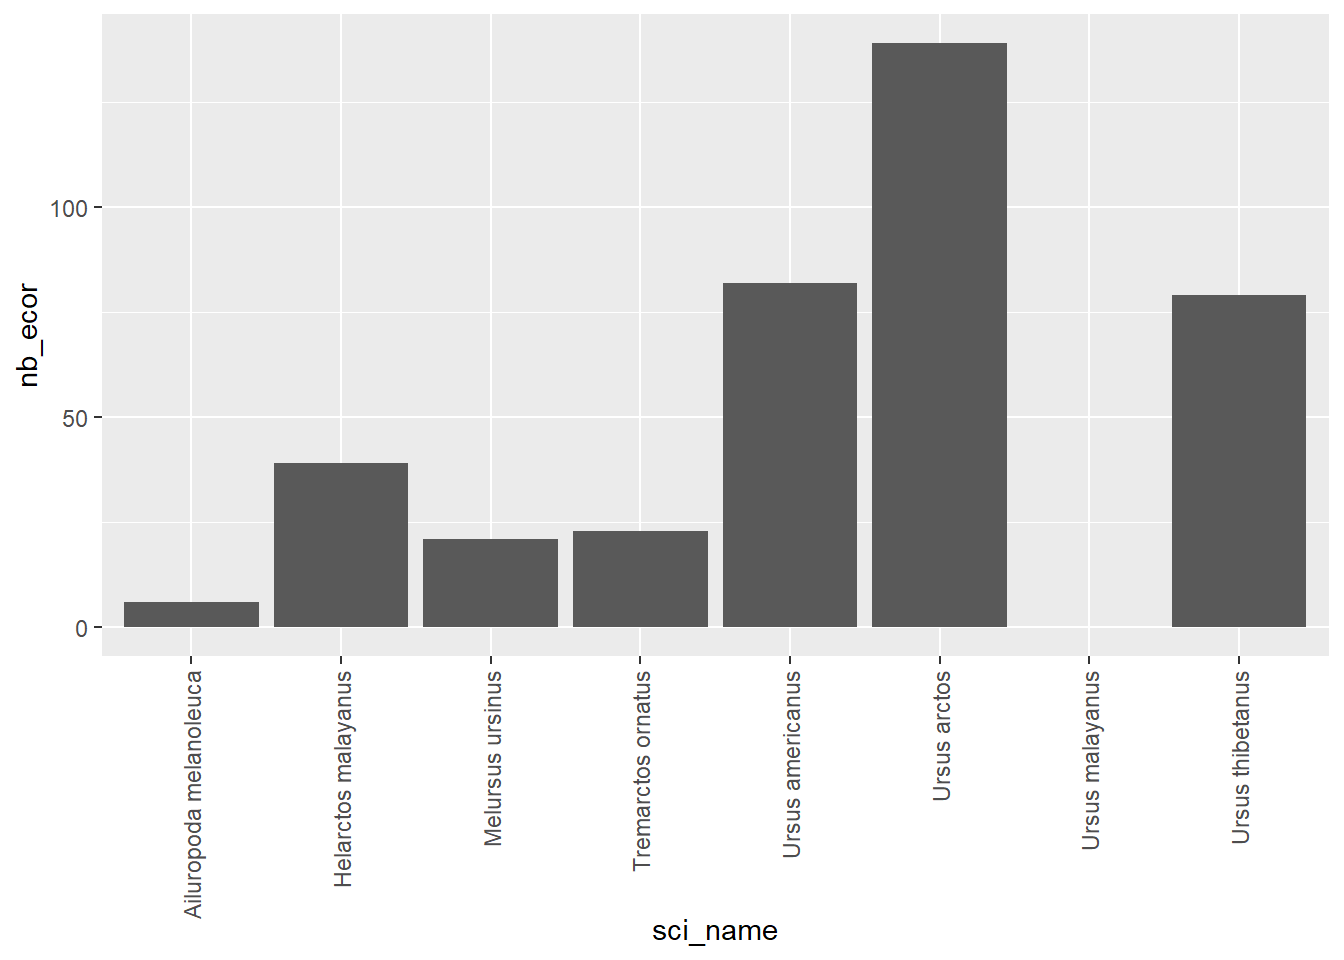 nb_ecor
100
50
0
Ailuropoda melanoleuca
Helarctos malayanus
Melursus ursinus
Tremarctos ornatus
Ursus americanus
Ursus arctos
Ursus malayanus
Ursus thibetanus
sci_name